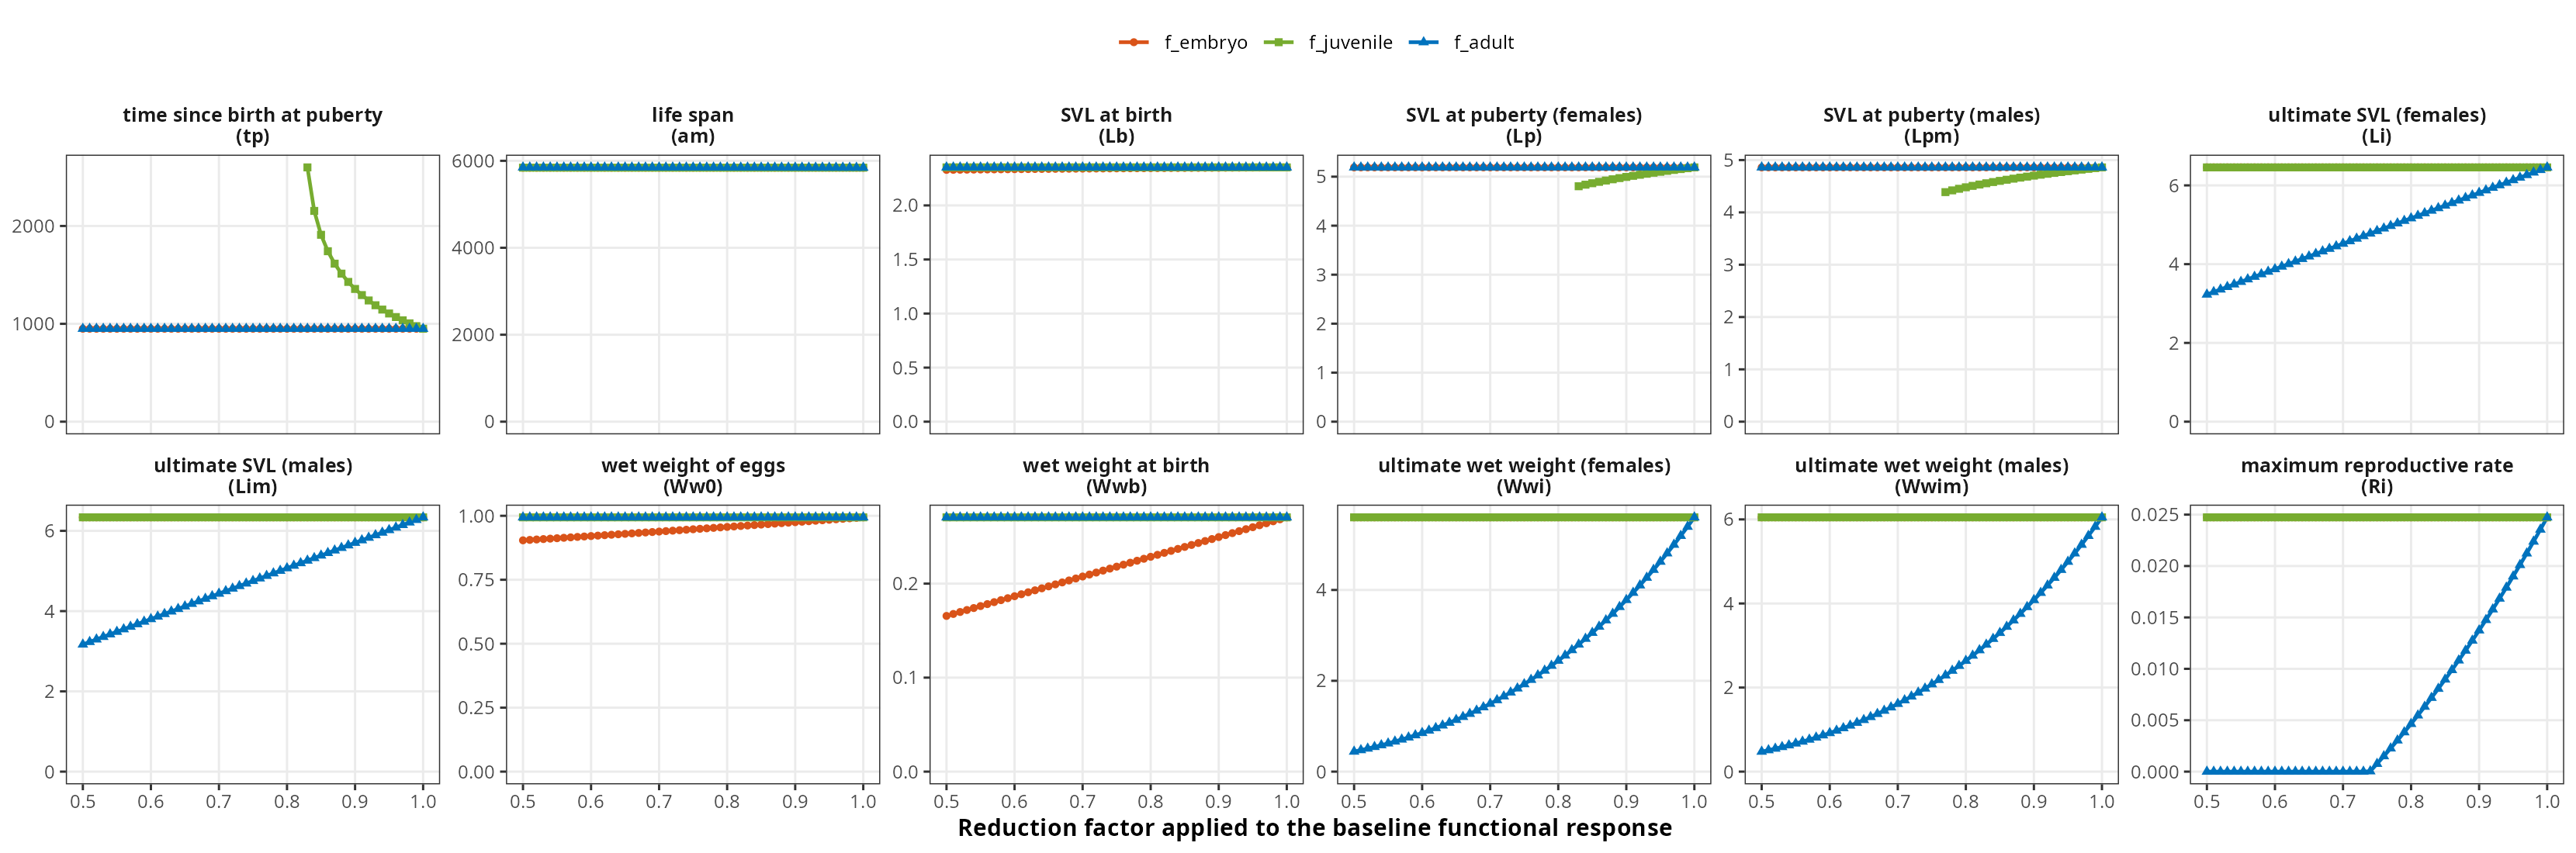 f_embryo f_juvenile f_adult
time since birth at puberty
(tp)
life span
(am)
SVL at birth
(Lb)
SVL at puberty (females)
(Lp)
SVL at puberty (males)
(Lpm)
ultimate SVL (females)
(Li)
2000
1000
0
6000
4000
2000
0
2.0
1.5
1.0
0.5
0.0
5
4
3
2
1
0
5
4
3
2
1
0
6
4
2
0
ultimate SVL (males)
(Lim)
wet weight of eggs
(Ww0)
wet weight at birth
(Wwb)
ultimate wet weight (females)
(Wwi)
ultimate wet weight (males)
(Wwim)
maximum reproductive rate
(Ri)
6
4
2
0
1.00
0.75
0.50
0.25
0.00
0.2
0.1
0.0
4
2
0
6
4
2
0
0.025
0.020
0.015
0.010
0.005
0.000
0.5 0.6 0.7 0.8 0.9 1.0
0.5 0.6 0.7 0.8 0.9 1.0
0.5 0.6 0.7 0.8 0.9 1.0
0.5 0.6 0.7 0.8 0.9 1.0
0.5 0.6 0.7 0.8 0.9 1.0
0.5 0.6 0.7 0.8 0.9 1.0
Reduction factor applied to the baseline functional response